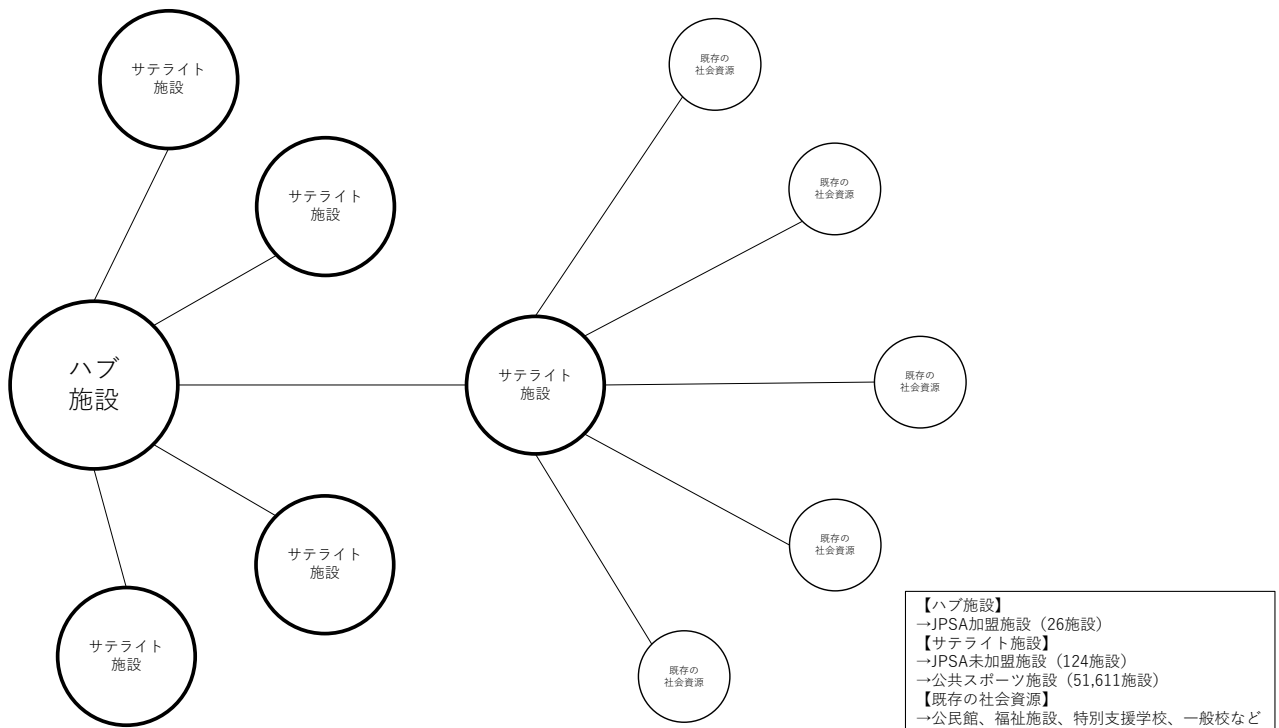 サテライト
施設
サテライト
施設
ハブ
施設
サテライト
施設
サテライト
施設
サテライト
施設
既存の
社会資源
既存の
社会資源
既存の
社会資源
既存の
社会資源
既存の
社会資源
【ハブ施設】
→JPSA加盟施設（26施設）
【サテライト施設】
→JPSA未加盟施設（124施設）
→公共スポーツ施設（51,611施設）
【既存の社会資源】
→公民館、福祉施設、特別支援学校、一般校など